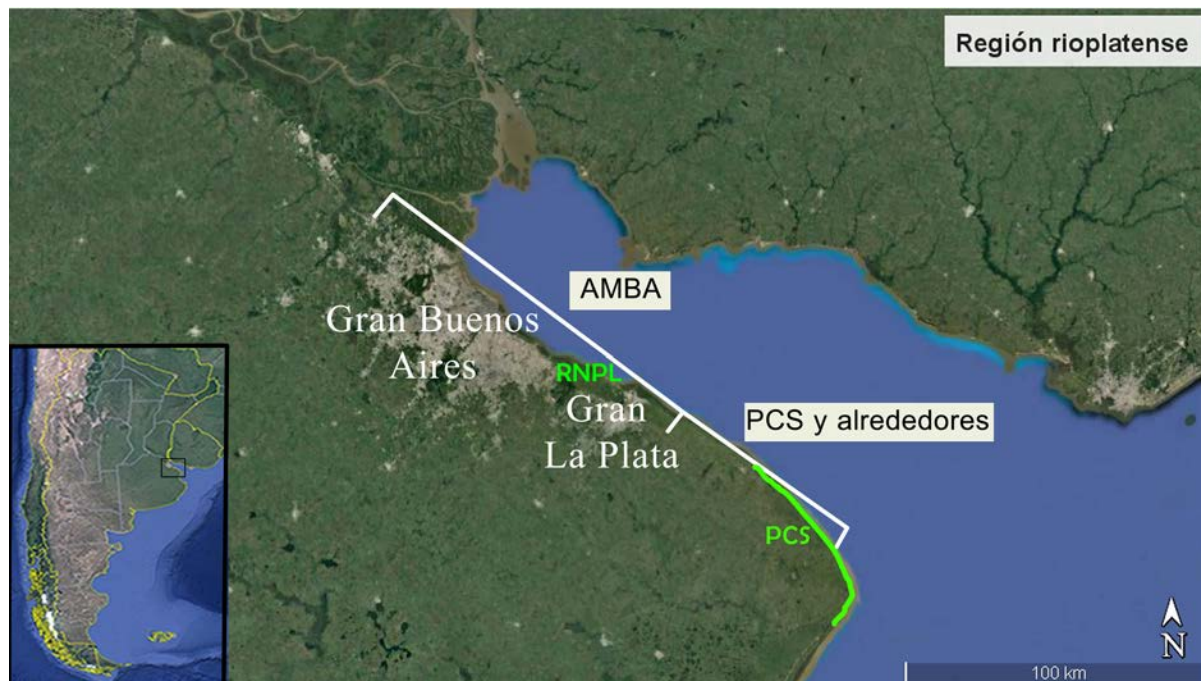 Región rioplatense
AMBA
Gran Buenos
Aires
RNPL
Gran
La Plata
PCS y alrededores
PCS
N
100 km